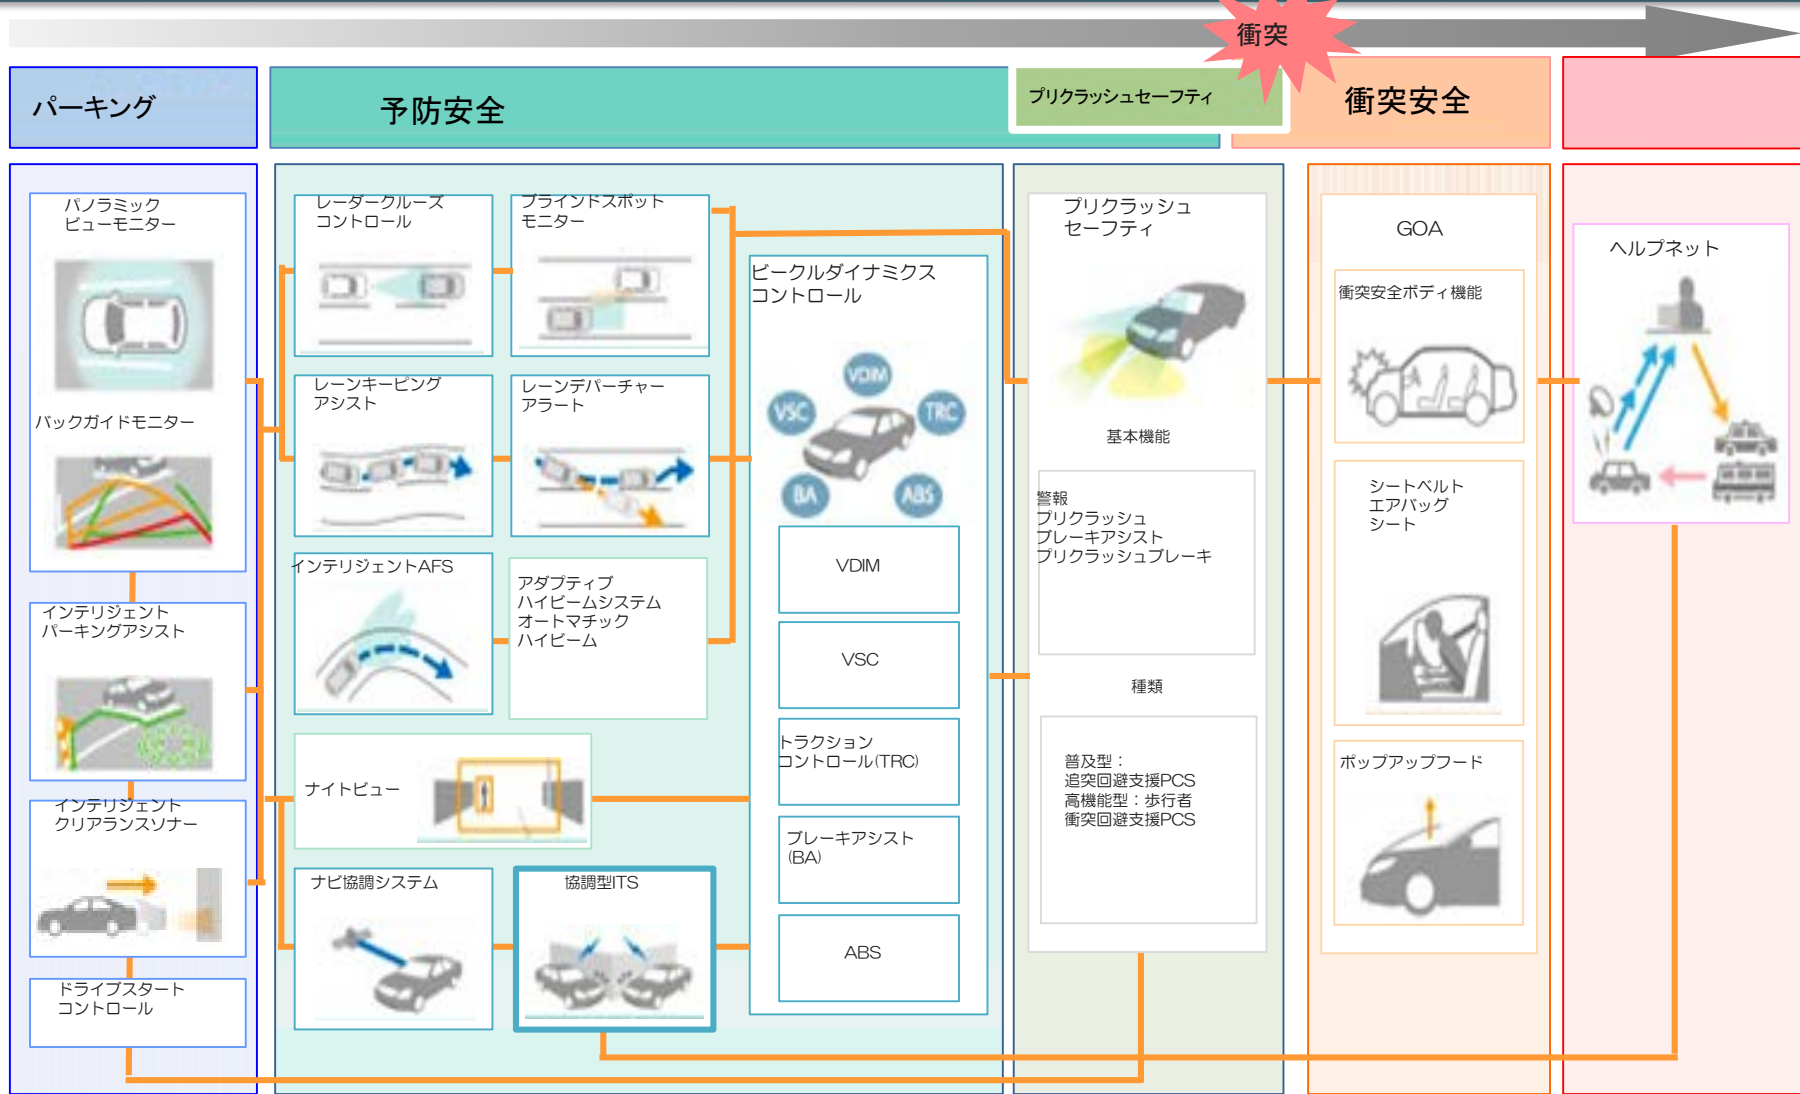 衝突
パーキング
予防安全
プリクラッシュセーフティ
衝突安全
パノラミック
ビューモニター
バックガイドモニター
インテリジェント
パーキングアシスト
インテリジェント
クリアランスソナー
ドライブスタート
コントロール
レーダークルーズ
コントロール
ブラインドスポット
モニター
レーンキーピング
アシスト
レーンデパーチャー
アラート
インテリジェントAFS
アダプティブ
ハイビームシステム
オートマチック
ハイビーム
ナイトビュー
ナビ協調システム
協調型ITS
ビークルダイナミクス
コントロール
VDIM
VSC
TRC
BA
ABS
VDIM
VSC
トラクション
コントロール(TRC)
ブレーキアシスト
(BA)
ABS
プリクラッシュ
セーフティ
基本機能
警報
プリクラッシュ
ブレーキアシスト
プリクラッシュブレーキ
種類
普及型：
追突回避支援PCS
高機能型：歩行者
衝突回避支援PCS
GOA
衝突安全ボディ機能
シートベルト
エアバッグ
シート
ポップアップフード
ヘルプネット